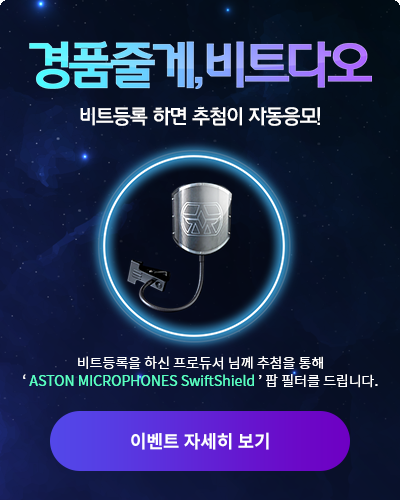 경품줄게, 비트다오
비트등록 하면 추첨이 자동응모!
비트등록을 하신 프로듀서 님께 추첨을 통해
‘ ASTON MICROPHONES SwiftShield ’ 팝 필터를 드립니다.
이벤트 자세히 보기